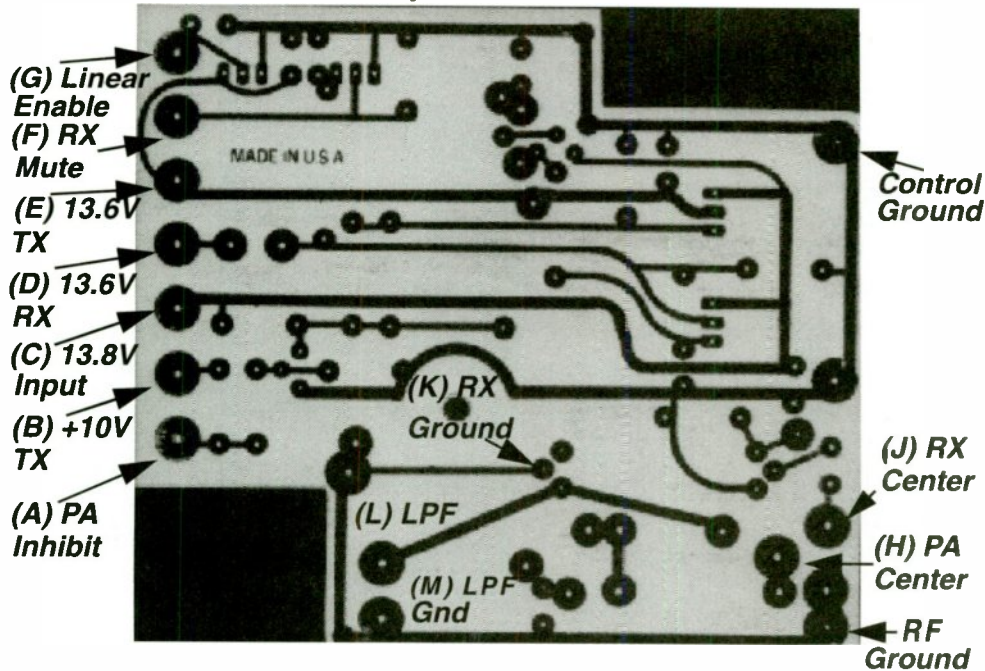 (G) Linear
Enable
(F) RX
Mute
(E) 13.6V
TX
(D) 13.6V
RX
(C) 13.8V
Input
(B) +10V
TX
(A) PA
Inhibit
MADE IN U S A
Control
Ground
(K) RX
Ground
(J) RX
Center
(L) LPF
(H) PA
Center
(M) LPF
Gnd
RF
Ground